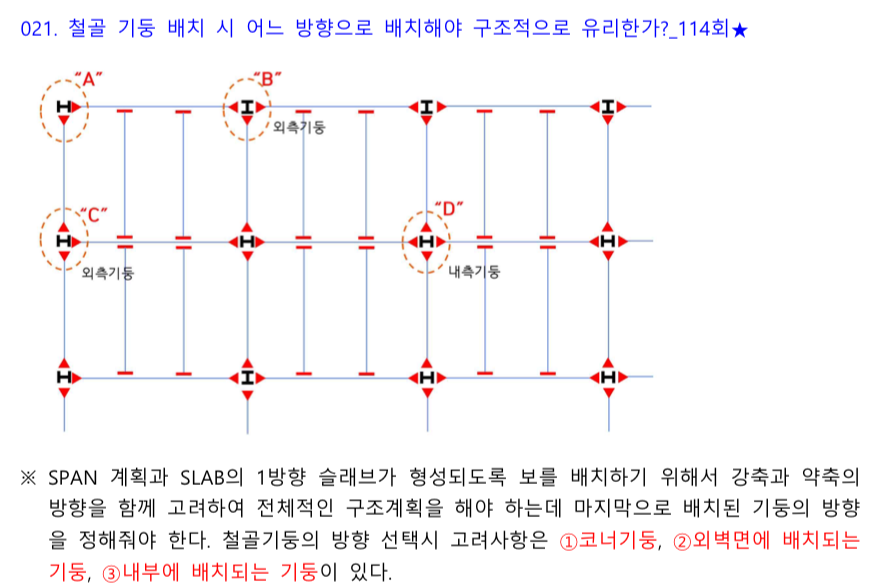 021. 철골 기둥 배치 시 어느 방향으로 배치해야 구조적으로 유리한가?_114회★
“A”
“B”
외측기둥
“C”
“D”
외측기둥
내측기둥
※ SPAN 계획과 SLAB의 1방향 슬래브가 형성되도록 보를 배치하기 위해서 강축과 약축의
방향을 함께 고려하여 전체적인 구조계획을 해야 하는데 마지막으로 배치된 기둥의 방향
을 정해줘야 한다. 철골기둥의 방향 선택시 고려사항은 ①코너기둥, ②외벽면에 배치되는
기둥, ③내부에 배치되는 기둥이 있다.